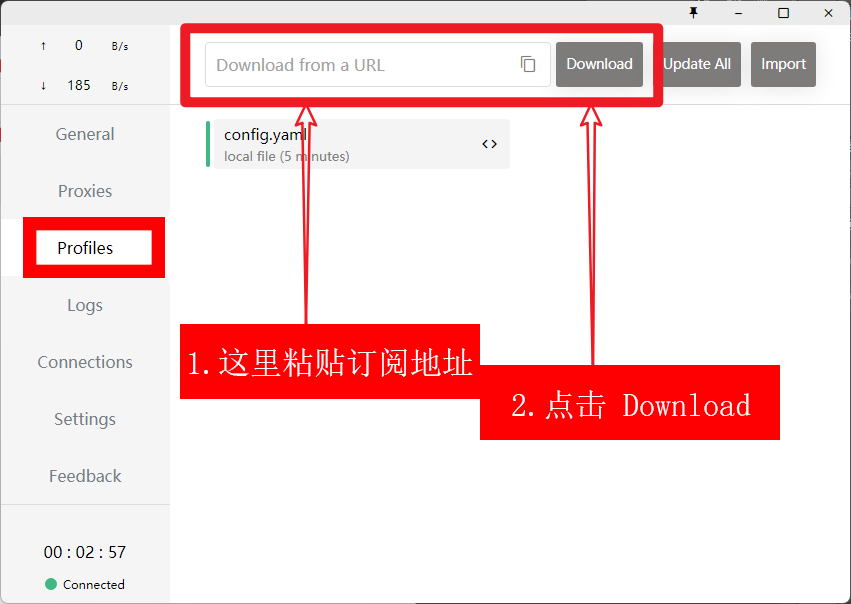 ↑ 0 B/s
↓ 185 B/s
Download from a URL
Download
Update All
Import
General
Proxies
Profiles
Logs
Connections
Settings
Feedback
config.yaml
local file (5 minutes)
<>
1.这里粘贴订阅地址
2.点击 Download
00 : 02 : 57
Connected